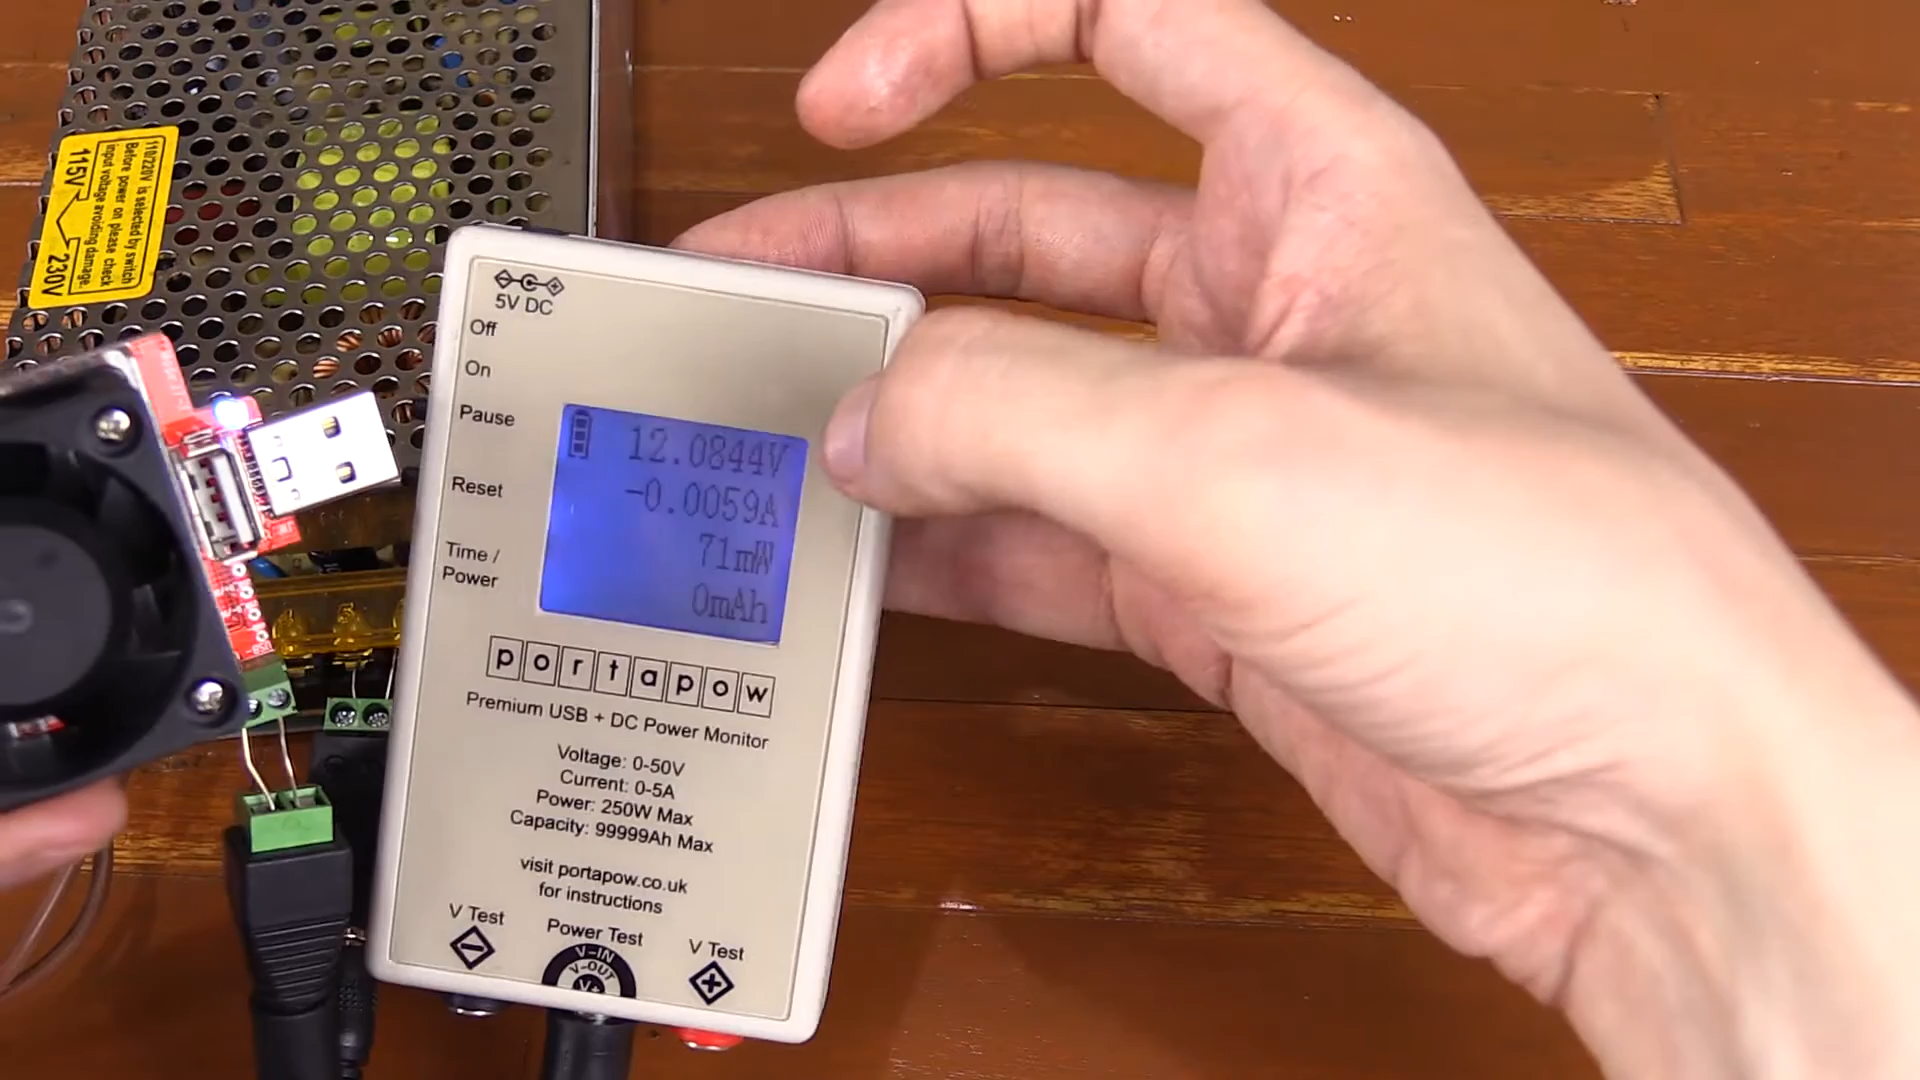 110/220V is selected by switch
Before power on please check
input voltage avoiding damage.
115V 230V
5V DC
Off
On
Pause
Reset
Time /
Power
12.0844V
-0.0059A
71mW
0mAh
portapow
Premium USB + DC Power Monitor
Voltage: 0-50V
Current: 0-5A
Power: 250W Max
Capacity: 99999Ah Max
visit portapow.co.uk
for instructions
V Test
Power Test
V Test
V-IN
V-OUT
V+